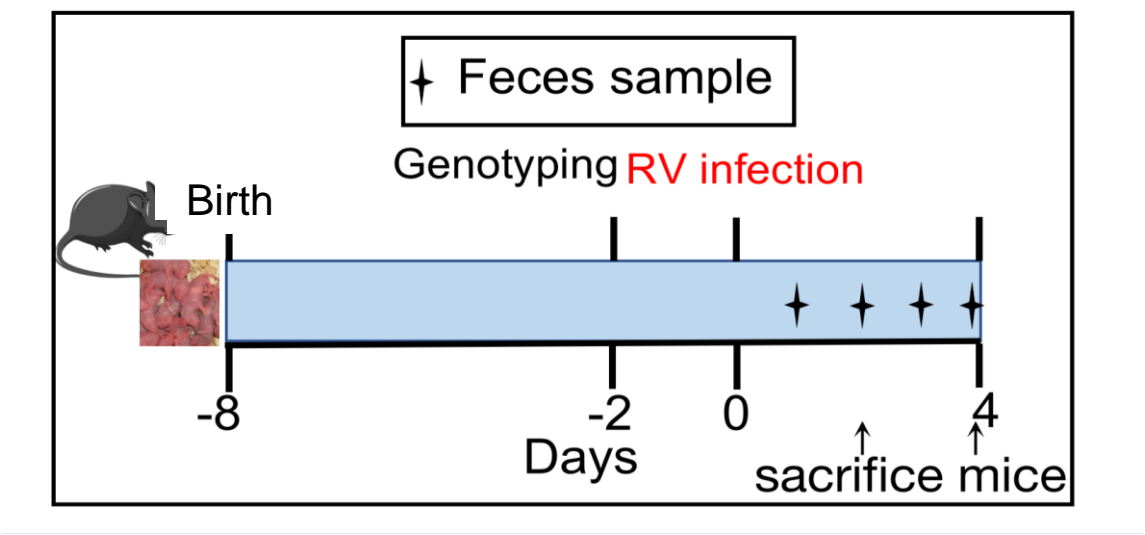 Feces sample
Genotyping RV infection
Birth
-8 -2 0 4
Days
sacrifice mice